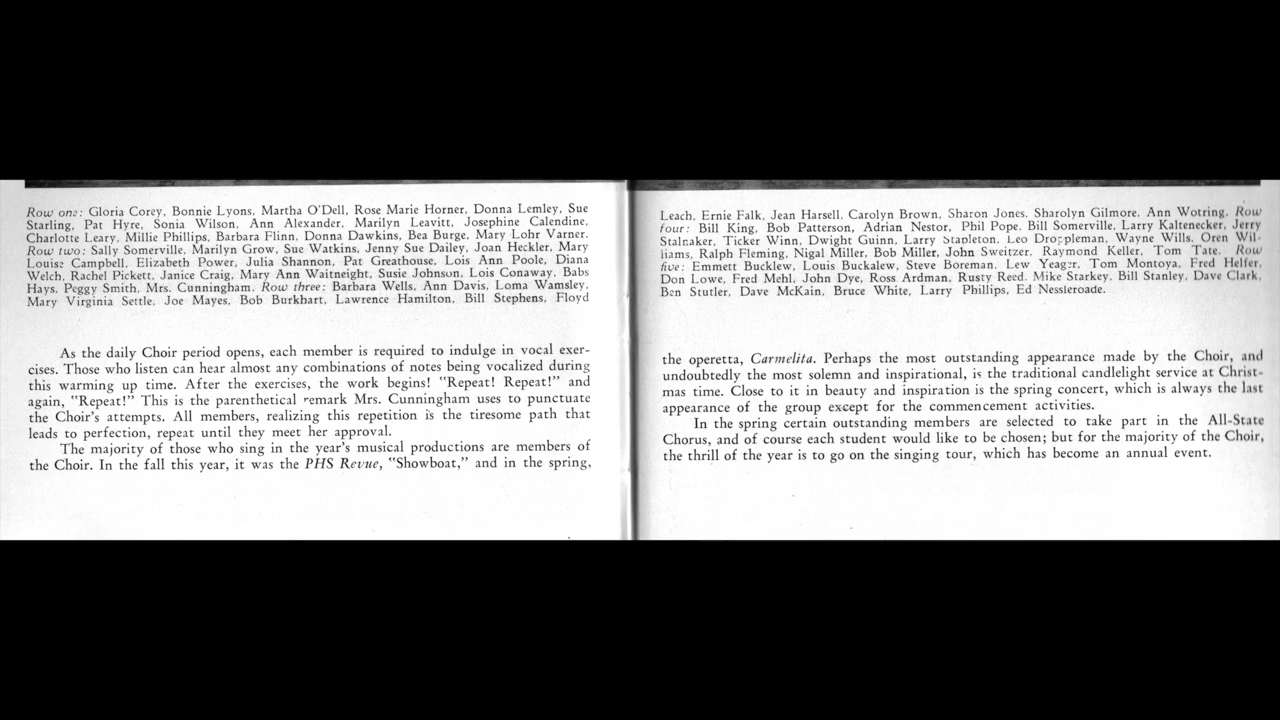 Row one: Gloria Corey, Bonnie Lyons, Martha O'Dell, Rose Marie Horner, Donna Lemley, Sue
Starling, Pat Hyre, Sonia Wilson, Ann Alexander, Marilyn Leavitt, Josephine Calendine,
Charlotte Leary, Millie Phillips, Barbara Flinn, Donna Dawkins, Bea Burge, Mary Lohr Varner.
Row two: Sally Somerville, Marilyn Grow, Sue Watkins, Jenny Sue Dailey, Joan Heckler, Mary
Louise Campbell, Elizabeth Power, Julia Shannon, Pat Greathouse, Lois Ann Poole, Diana
Welch, Rachel Pickett, Janice Craig, Mary Ann Waitneight, Susie Johnson, Lois Conaway, Babs
Hays, Peggy Smith, Mrs. Cunningham. Row three: Barbara Wells, Ann Davis, Loma Wamsley,
Mary Virginia Settle, Joe Mayes, Bob Burkhart, Lawrence Hamilton, Bill Stephens, Floyd
As the daily Choir period opens, each member is required to indulge in vocal exer-
cises. Those who listen can hear almost any combinations of notes being vocalized during
this warming up time. After the exercises, the work begins! "Repeat! Repeat!" and
again, "Repeat!" This is the parenthetical remark Mrs. Cunningham uses to punctuate
the Choir's attempts. All members, realizing this repetition is the tiresome path that
leads to perfection, repeat until they meet her approval.
The majority of those who sing in the year's musical productions are members of
the Choir. In the fall this year, it was the PHS Revue, "Showboat," and in the spring,
Leach, Ernie Falk, Jean Harsell, Carolyn Brown, Sharon Jones, Sharolyn Gilmore, Ann Wotring. Row
four: Bill King, Bob Patterson, Adrian Nestor, Phil Pope, Bill Somerville, Larry Kaltenecker, Jerry
Stalnaker, Ticker Winn, Dwight Guinn, Larry Stapleton, Leo Droppleman, Wayne Wills, Oren Wil-
liams, Ralph Fleming, Nigal Miller, Bob Miller, John Sweitzer, Raymond Keller, Tom Tate. Row
five: Emmett Bucklew, Louis Buckalew, Steve Boreman, Lew Yeager, Tom Montoya, Fred Helfer,
Don Lowe, Fred Mehl, John Dye, Ross Ardman, Rusty Reed, Mike Starkey, Bill Stanley, Dave Clark,
Ben Stutler, Dave McKain, Bruce White, Larry Phillips, Ed Nessleroade.
the operetta, Carmelita. Perhaps the most outstanding appearance made by the Choir, and
undoubtedly the most solemn and inspirational, is the traditional candlelight service at Christ-
mas time. Close to it in beauty and inspiration is the spring concert, which is always the last
appearance of the group except for the commencement activities.
In the spring certain outstanding members are selected to take part in the All-State
Chorus, and of course each student would like to be chosen; but for the majority of the Choir,
the thrill of the year is to go on the singing tour, which has become an annual event.